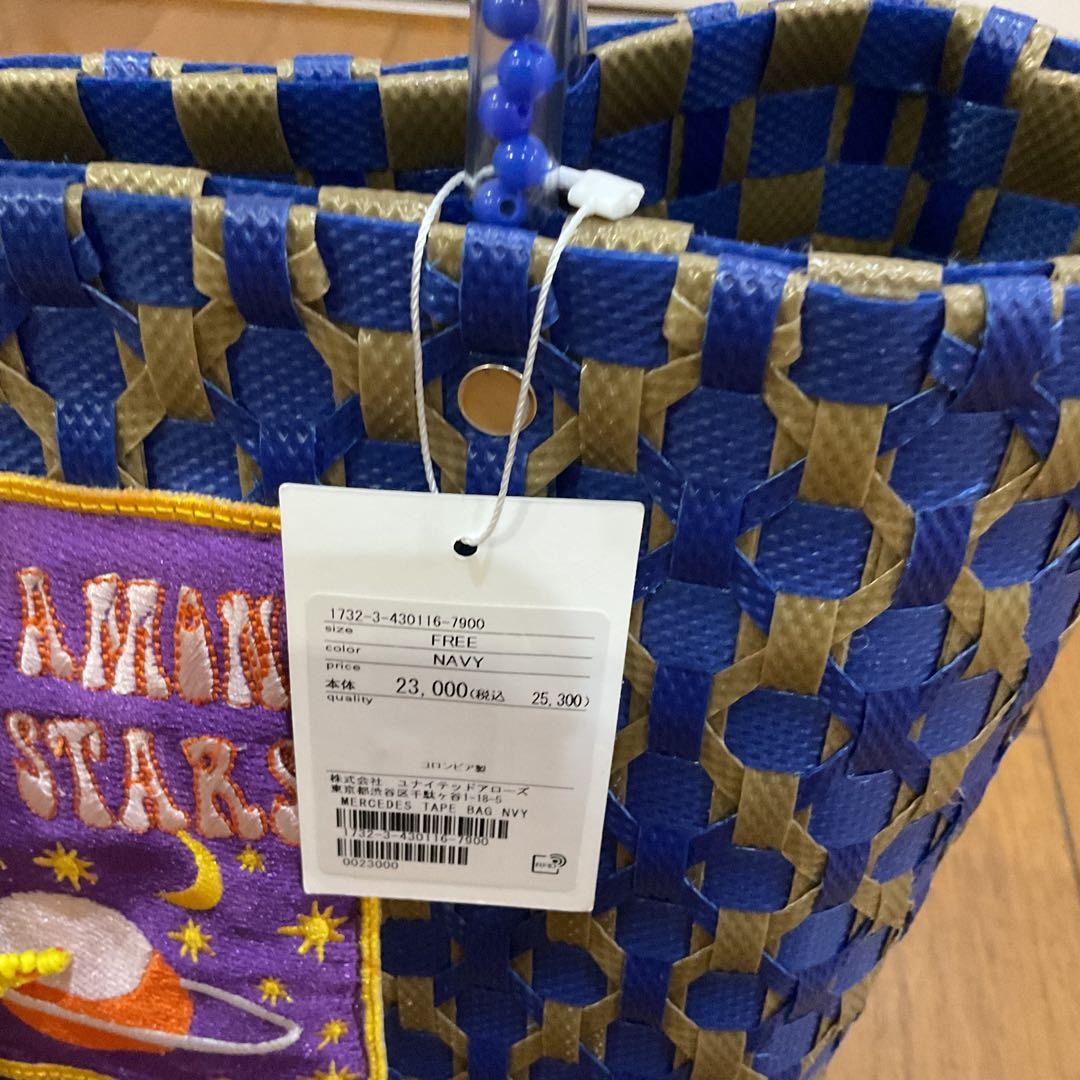 AMAN
STARS
1732-3-430116-7900
size FREE
color NAVY
price
本体 23,000(税込 25,300)
quality
コロンビア製
株式会社 ユナイテッドアローズ
東京都渋谷区千駄ヶ谷1-18-5
MERCEDES TAPE BAG NVY
1732-3-430116-7900
0023000
RFID